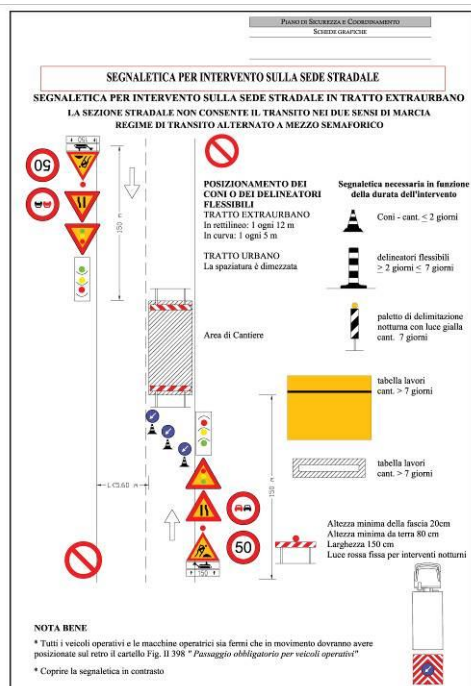 PIANO DI SICUREZZA E COORDINAMENTO
SCHEDE GRAFICHE
SEGNALETICA PER INTERVENTO SULLA SEDE STRADALE
SEGNALETICA PER INTERVENTO SULLA SEDE STRADALE IN TRATTO EXTRAURBANO
LA SEZIONE STRADALE NON CONSENTE IL TRANSITO NEI DUE SENSI DI MARCIA
REGIME DI TRANSITO ALTERNATO A MEZZO SEMAFORICO
150
50
150 m
POSIZIONAMENTO DEI
CONI O DEI DELINEATORI
FLESSIBILI
TRATTO EXTRAURBANO
In rettilineo: 1 ogni 12 m
In curva: 1 ogni 5 m
TRATTO URBANO
La spaziatura è dimezzata
Segnaletica necessaria in funzione
della durata dell'intervento
Coni - cant. ≤ 2 giorni
delineatori flessibili
≥ 2 giorni ≤ 7 giorni
paletto di delimitazione
notturna con luce gialla
cant. 7 giorni
Area di Cantiere
tabella lavori
cant. > 7 giorni
tabella lavori
cant. > 7 giorni
150 m
50
150
Altezza minima della fascia 20cm
Altezza minima da terra 80 cm
Larghezza 150 cm
Luce rossa fissa per interventi notturni
NOTA BENE
* Tutti i veicoli operativi e le macchine operatrici sia fermi che in movimento dovranno avere
posizionate sul retro il cartello Fig. II 398 " Passaggio obbligatorio per veicoli operativi"
* Coprire la segnaletica in contrasto